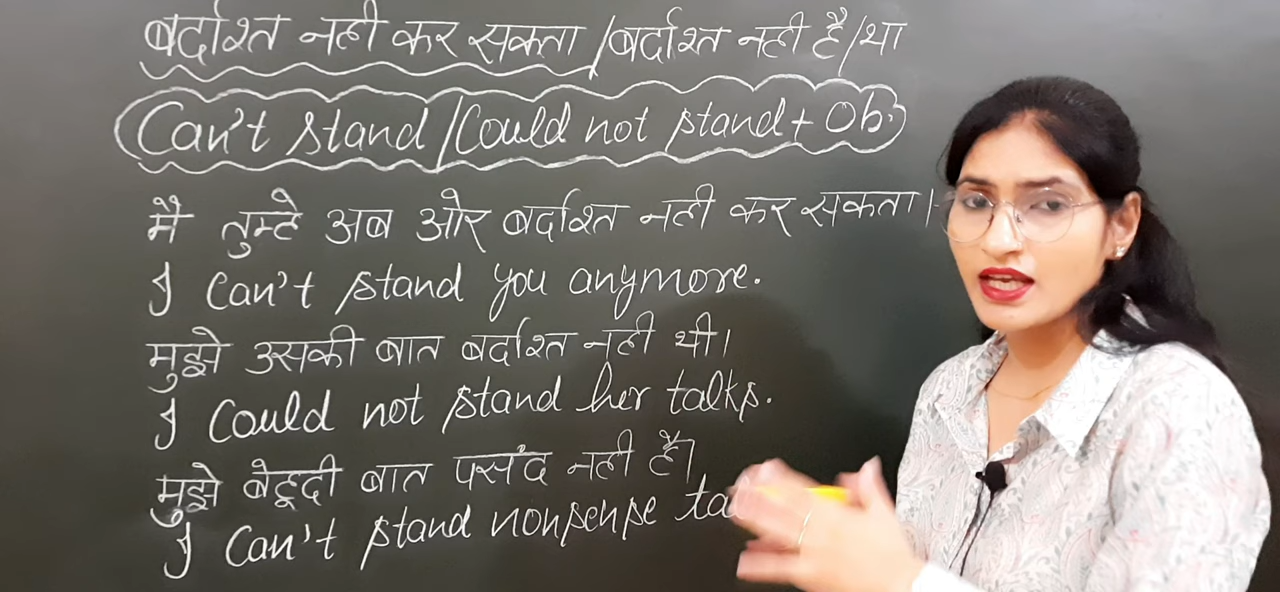 बर्दाश्त नही कर सकता / बर्दाश्त नही है/था
Can't stand / Could not stand + Ob.
मै तुम्हे अब ओर बर्दाश्त नही कर सकता।
I can't stand you anymore.
मुझे उसकी बात बर्दाश्त नही थी।
I Could not stand her talks.
मुझे बेहूदी बात पसंद नही है।
I Can't stand nonsense